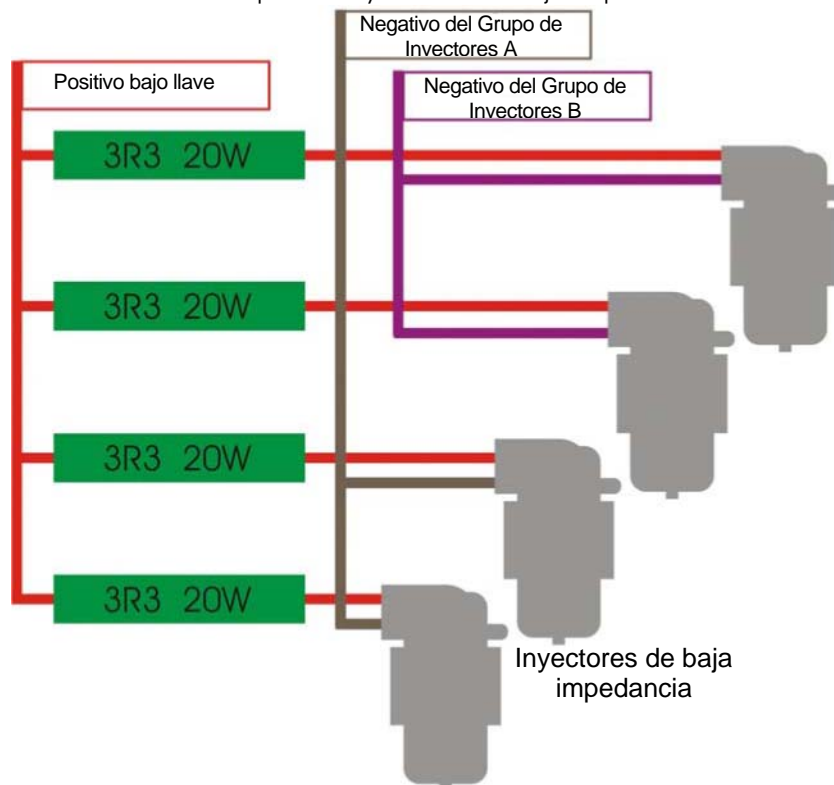 Negativo del Grupo de
Invectores A
Positivo bajo llave
Negativo del Grupo de
Invectores B
3R3 20W
3R3 20W
3R3 20W
3R3 20W
Inyectores de baja
impedancia